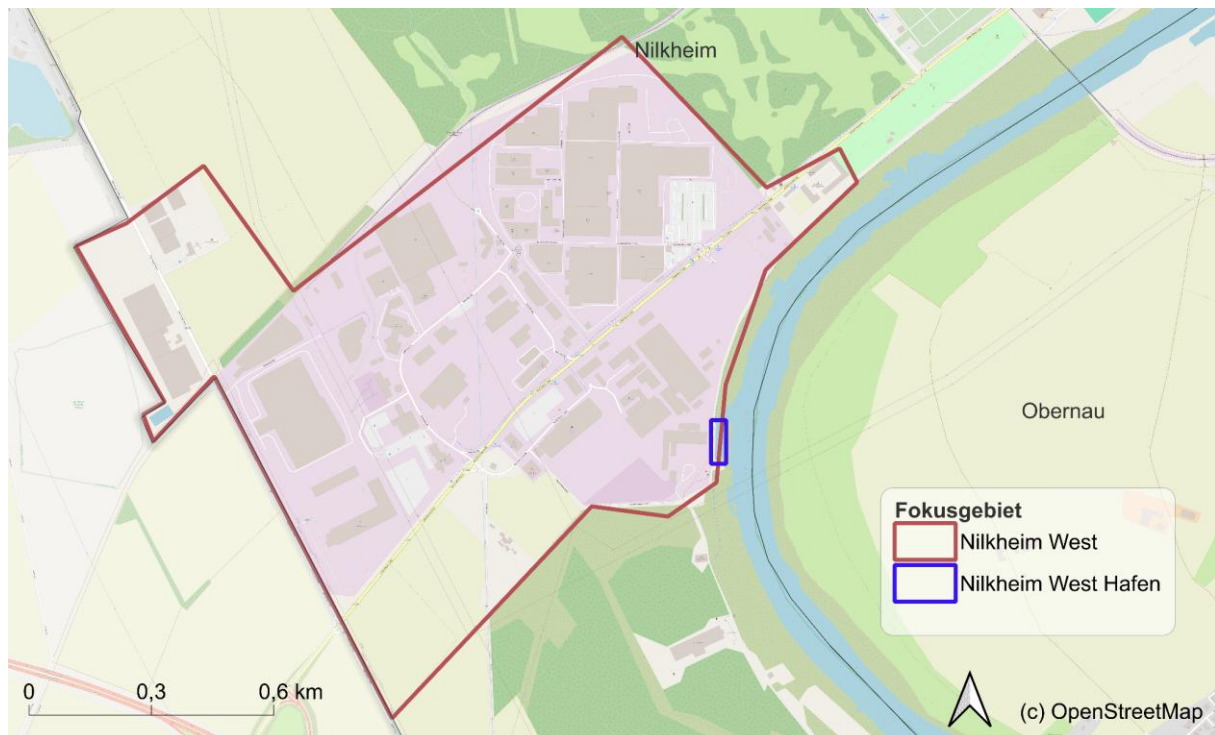 Nilkheim
Obernau
Fokusgebiet
Nilkheim West
Nilkheim West Hafen
0
0,3
0,6 km
(c) OpenStreetMap